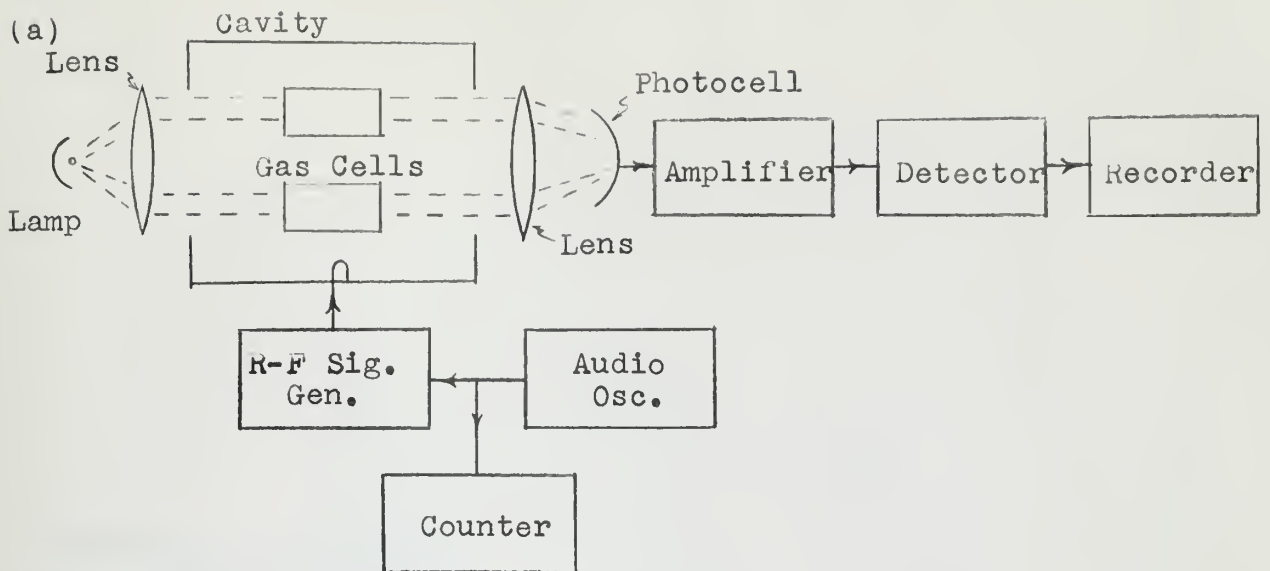 (a)
Cavity
Lens
Photocell
Gas Cells
Amplifier
Detector
Recorder
Lamp
Lens
R-F Sig.
Gen.
Audio
Osc.
Counter